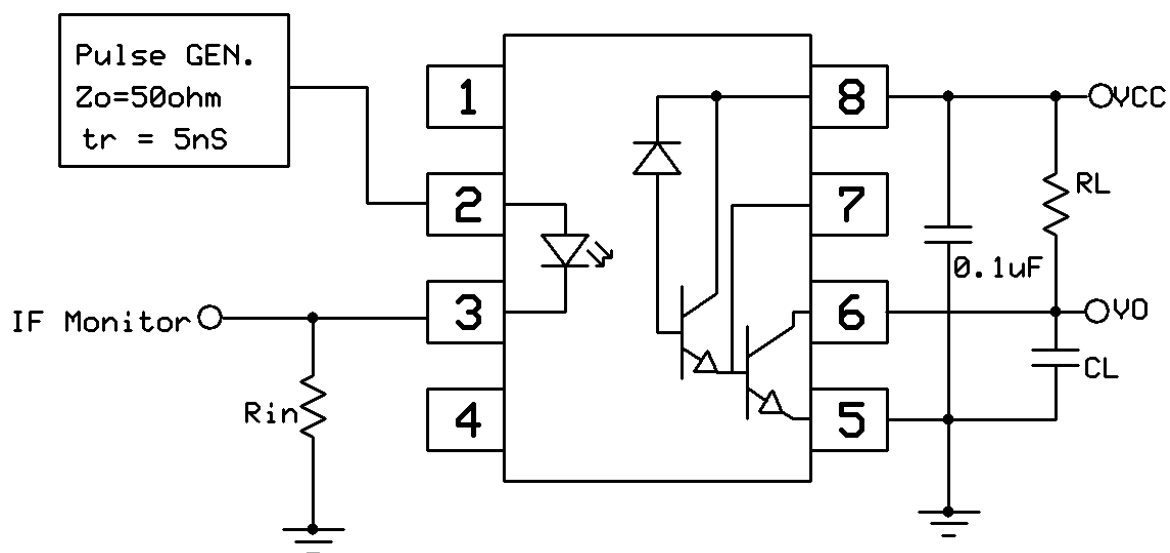 Pulse GEN.
Zo=50ohm
tr = 5nS
1
2
3
4
8
7
6
5
VCC
RL
0.1uF
VO
CL
IF Monitor
Rin